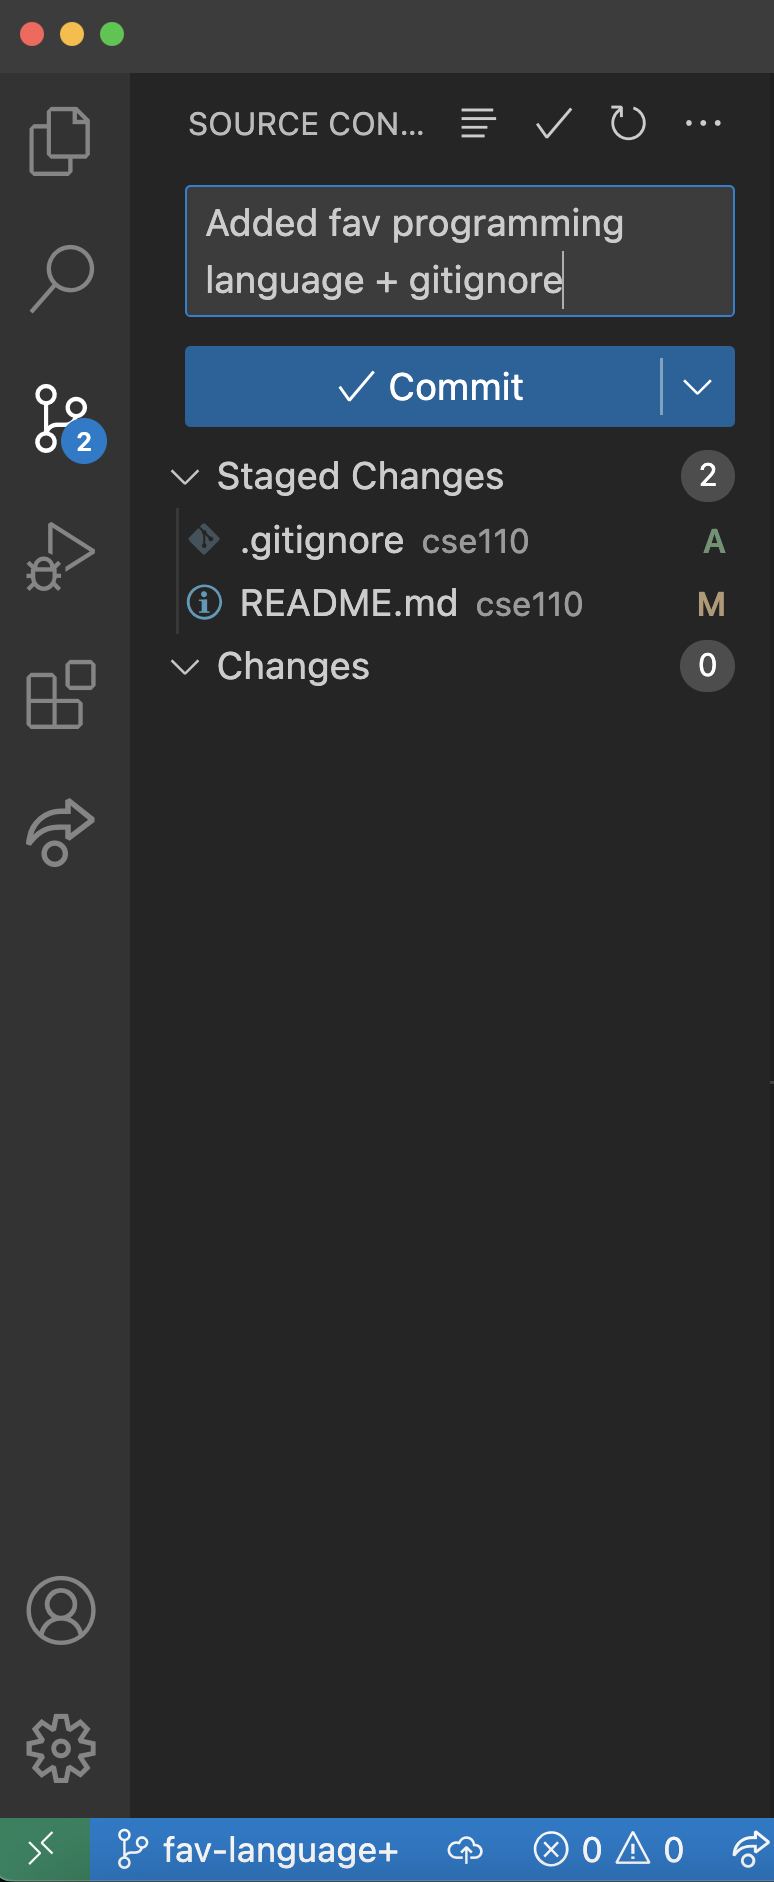 SOURCE CON...
Added fav programming
language + gitignore
Commit
Staged Changes 2
.gitignore cse110 A
README.md cse110 M
Changes 0
2
fav-language+ 0 0